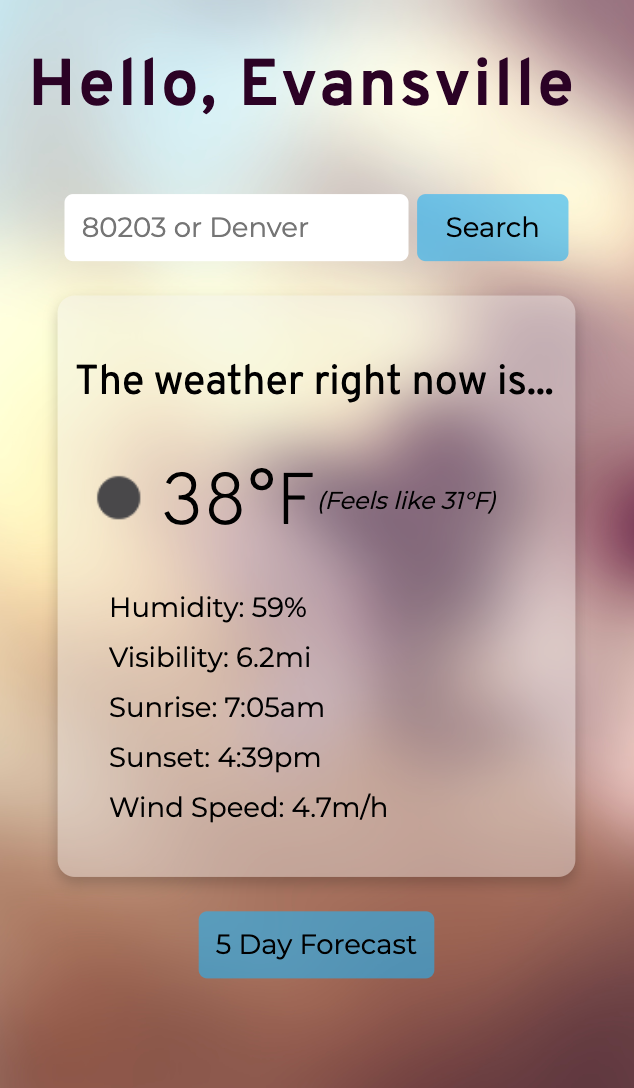 Hello, Evansville
80203 or Denver
Search
The weather right now is...
38°F (Feels like 31°F)
Humidity: 59%
Visibility: 6.2mi
Sunrise: 7:05am
Sunset: 4:39pm
Wind Speed: 4.7m/h
5 Day Forecast